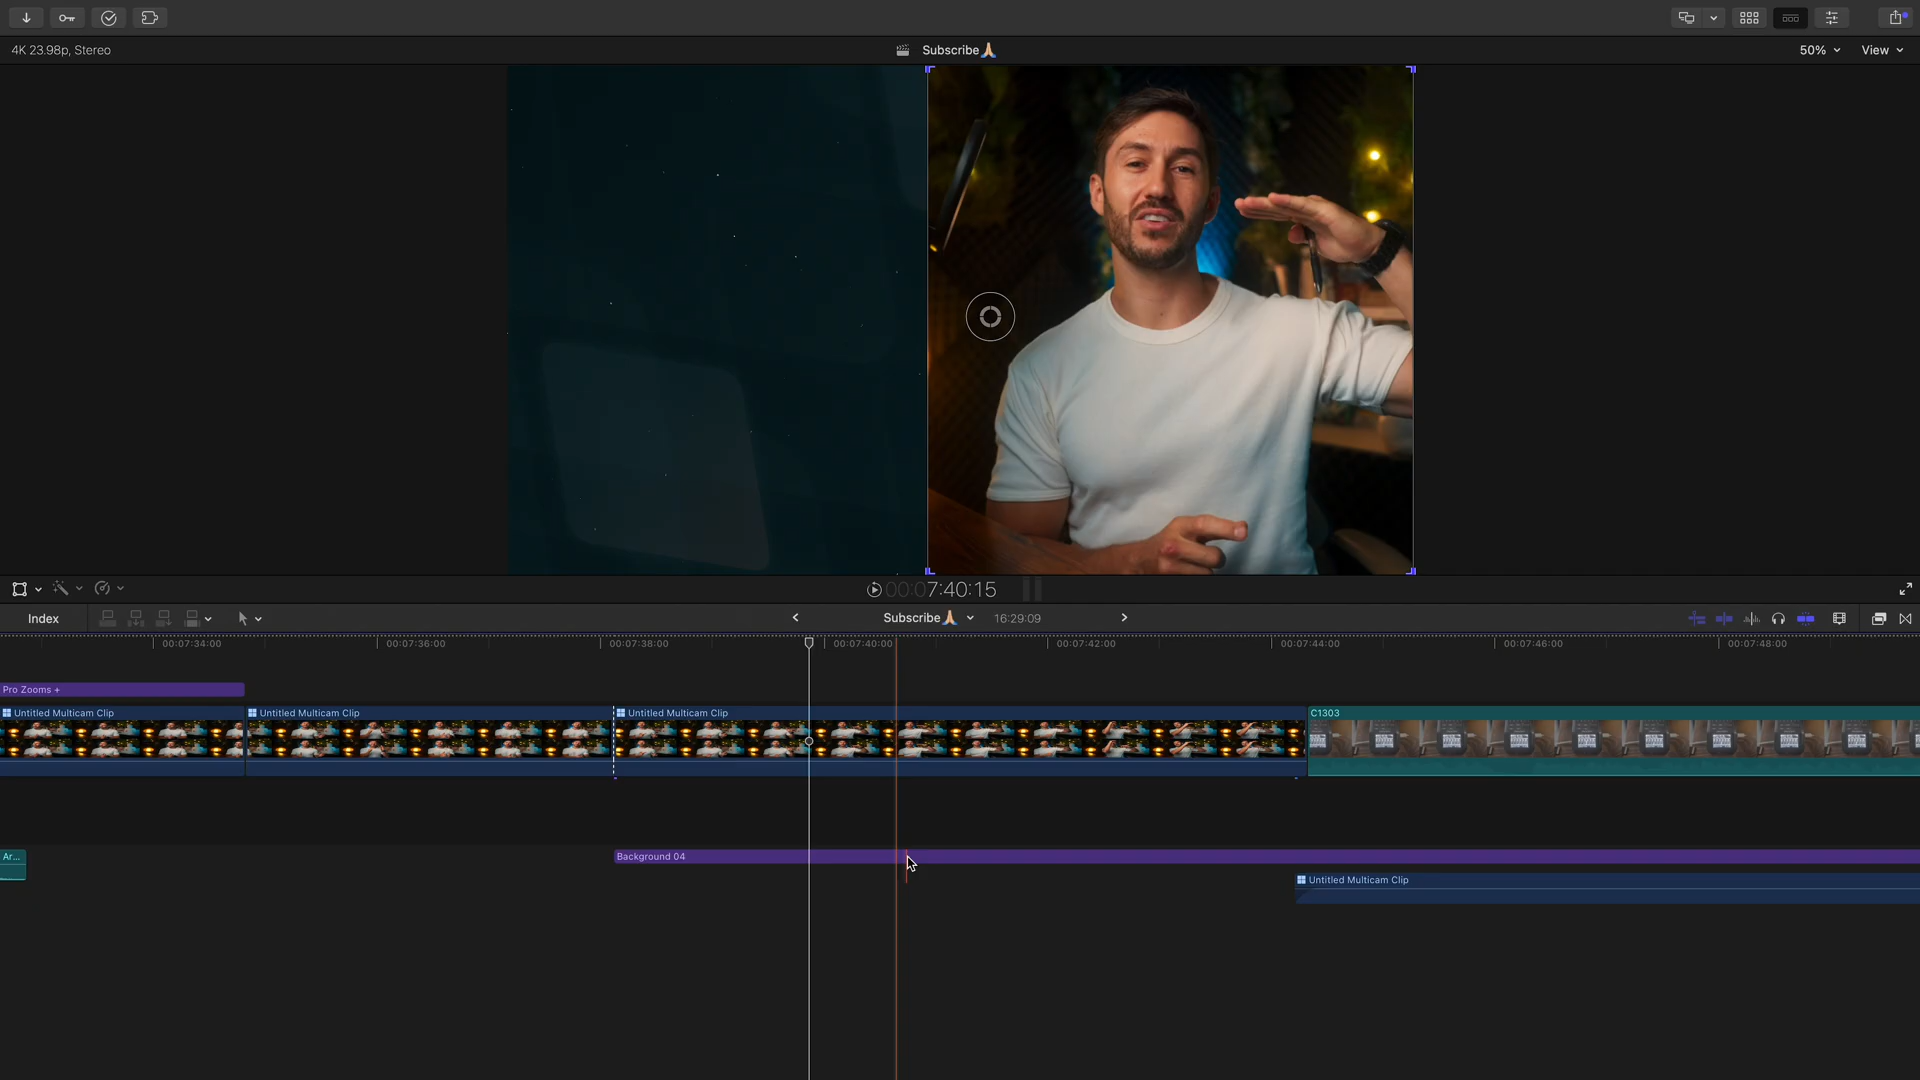 4K 23.98p, Stereo
Subscribe🙏🏼
50%
View
00:07:40:15
Index
Subscribe🙏🏼
16:29:09
00:07:34:00
00:07:36:00
00:07:38:00
00:07:40:00
00:07:42:00
00:07:44:00
00:07:46:00
00:07:48:00
Pro Zooms +
Untitled Multicam Clip
Untitled Multicam Clip
Untitled Multicam Clip
C1303
Ar...
Background 04
Untitled Multicam Clip